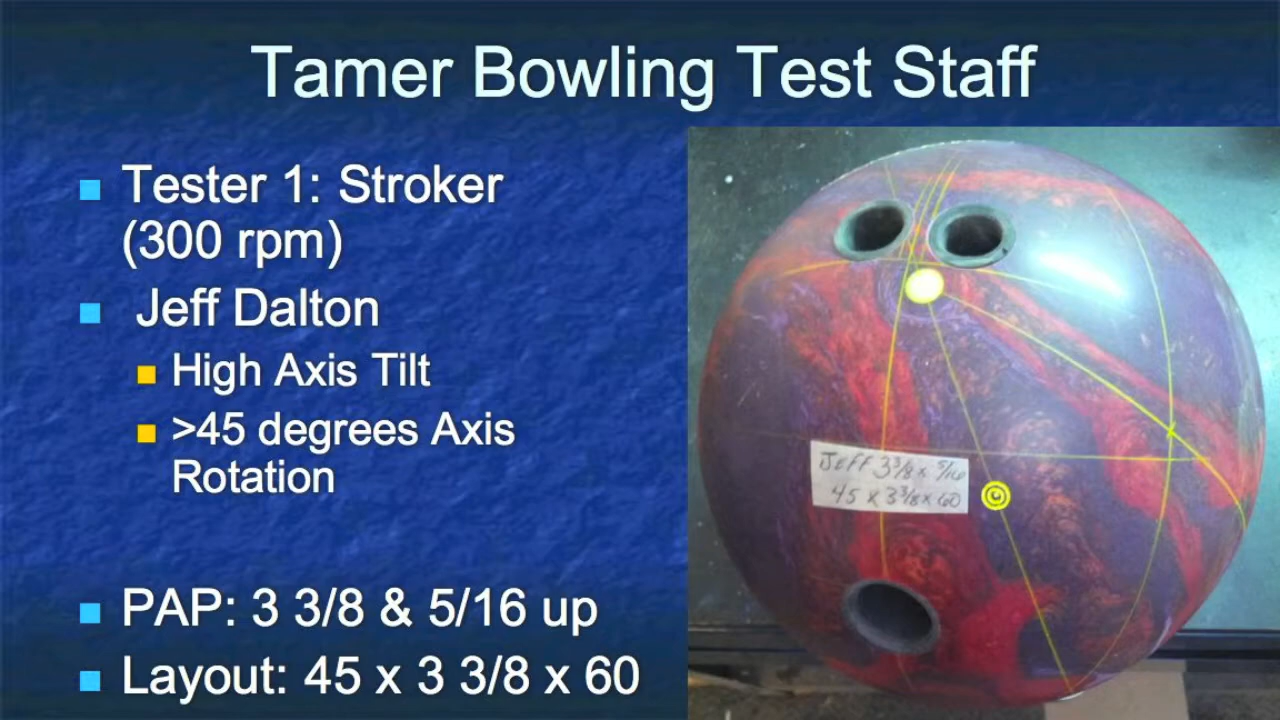 Tamer Bowling Test Staff
Tester 1: Stroker
(300 rpm)
Jeff Dalton
High Axis Tilt
>45 degrees Axis
Rotation
PAP: 3 3/8 & 5/16 up
Layout: 45 x 3 3/8 x 60
JEFF 3 3/8 x 5/16
45 x 3 3/8 x 60